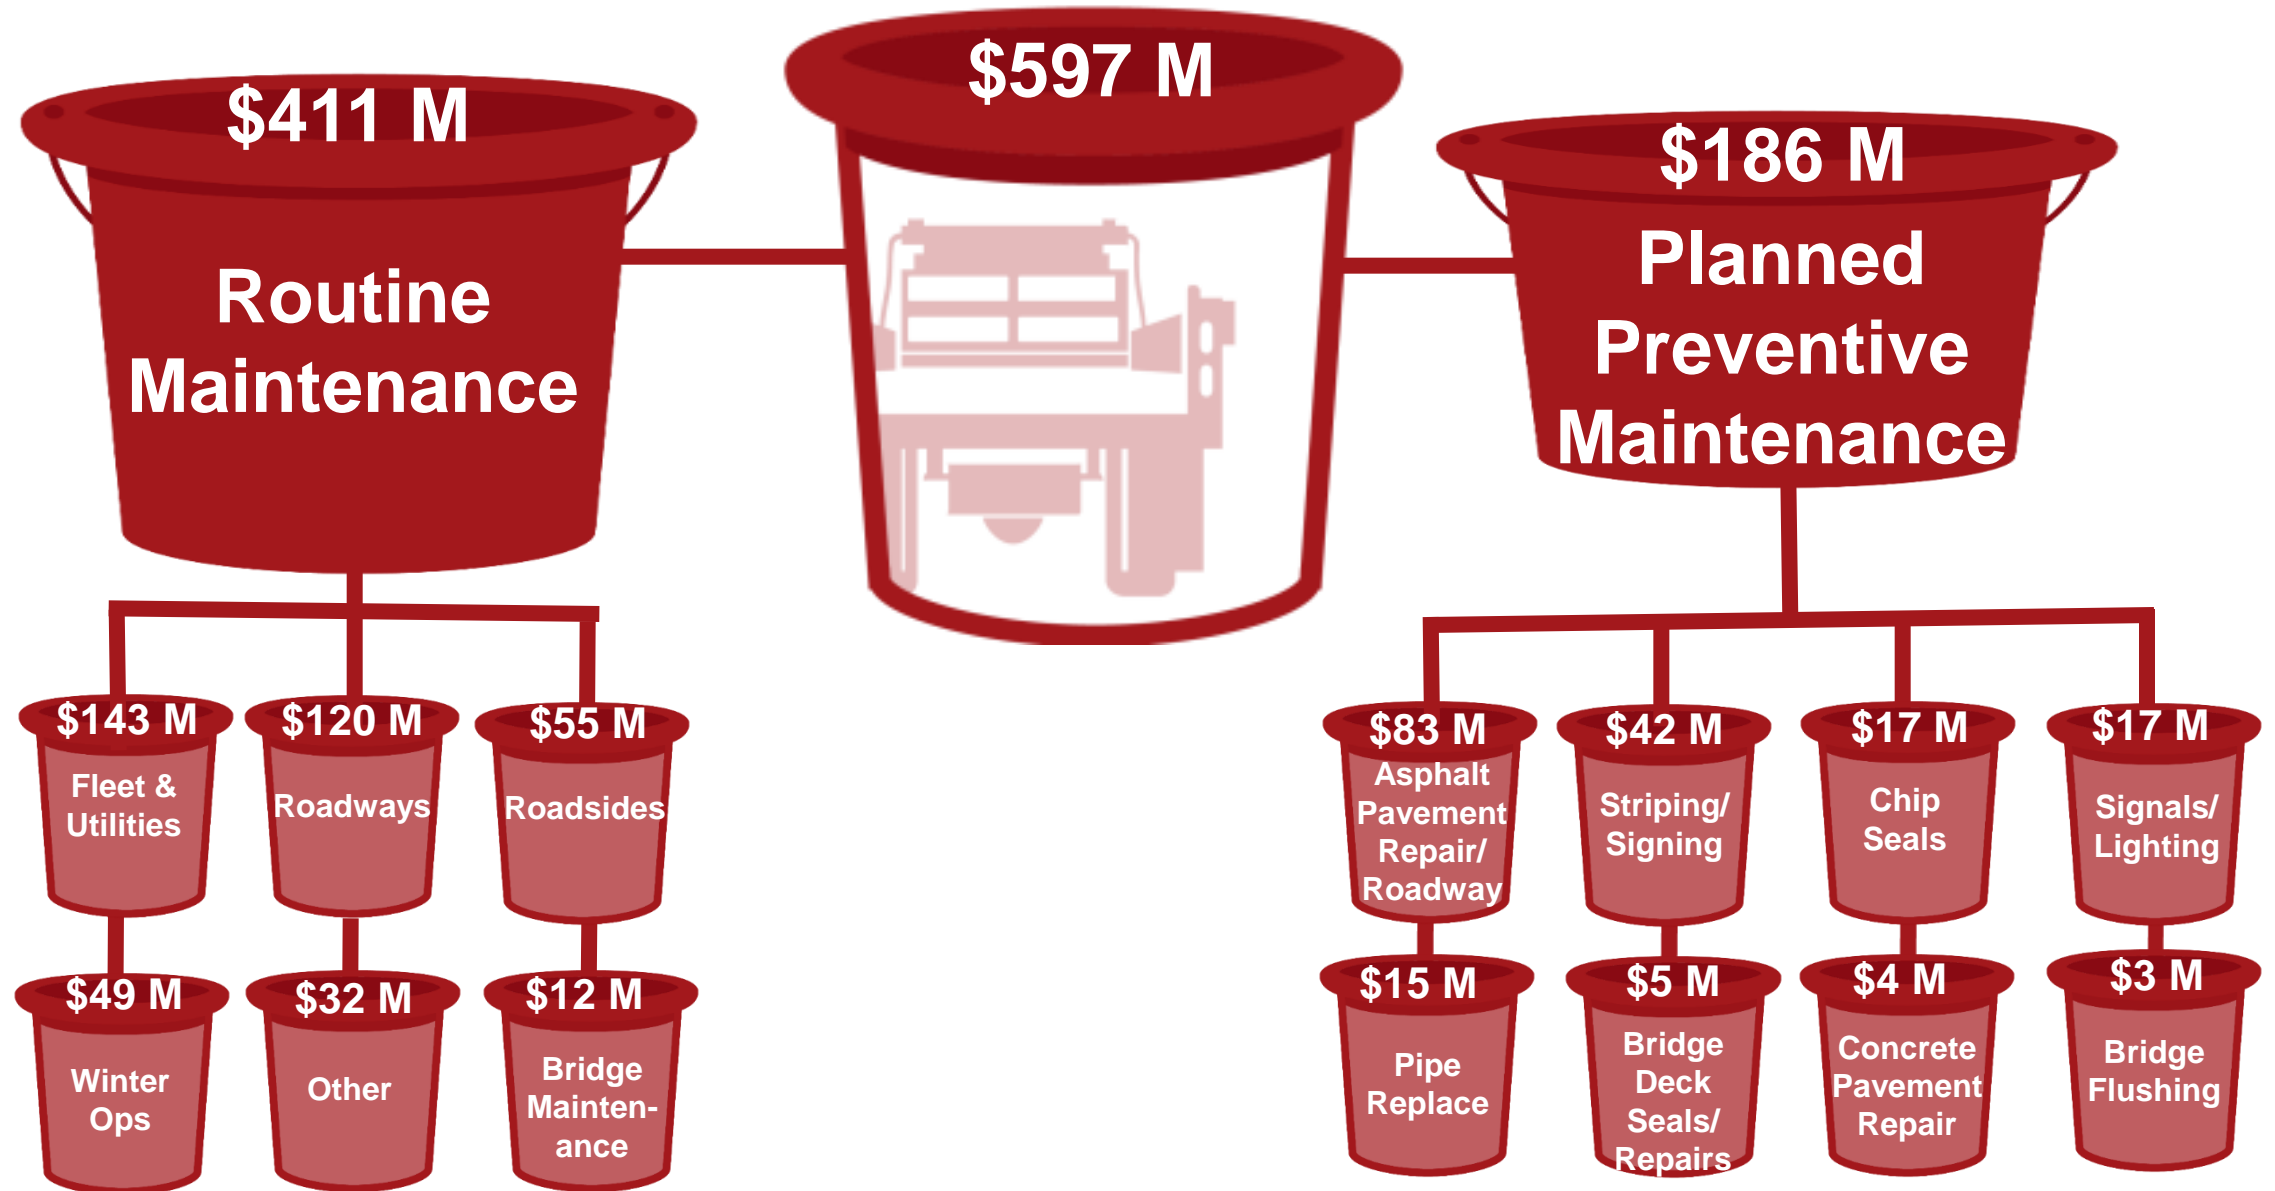 $597 M
$411 M
Routine
Maintenance
$186 M
Planned
Preventive
Maintenance
$143 M
Fleet &
Utilities
$120 M
Roadways
$55 M
Roadsides
$49 M
Winter
Ops
$32 M
Other
$12 M
Bridge
Mainten-
ance
$83 M
Asphalt
Pavement
Repair/
Roadway
$42 M
Striping/
Signing
$17 M
Chip
Seals
$17 M
Signals/
Lighting
$15 M
Pipe
Replace
$5 M
Bridge
Deck
Seals/
Repairs
$4 M
Concrete
Pavement
Repair
$3 M
Bridge
Flushing